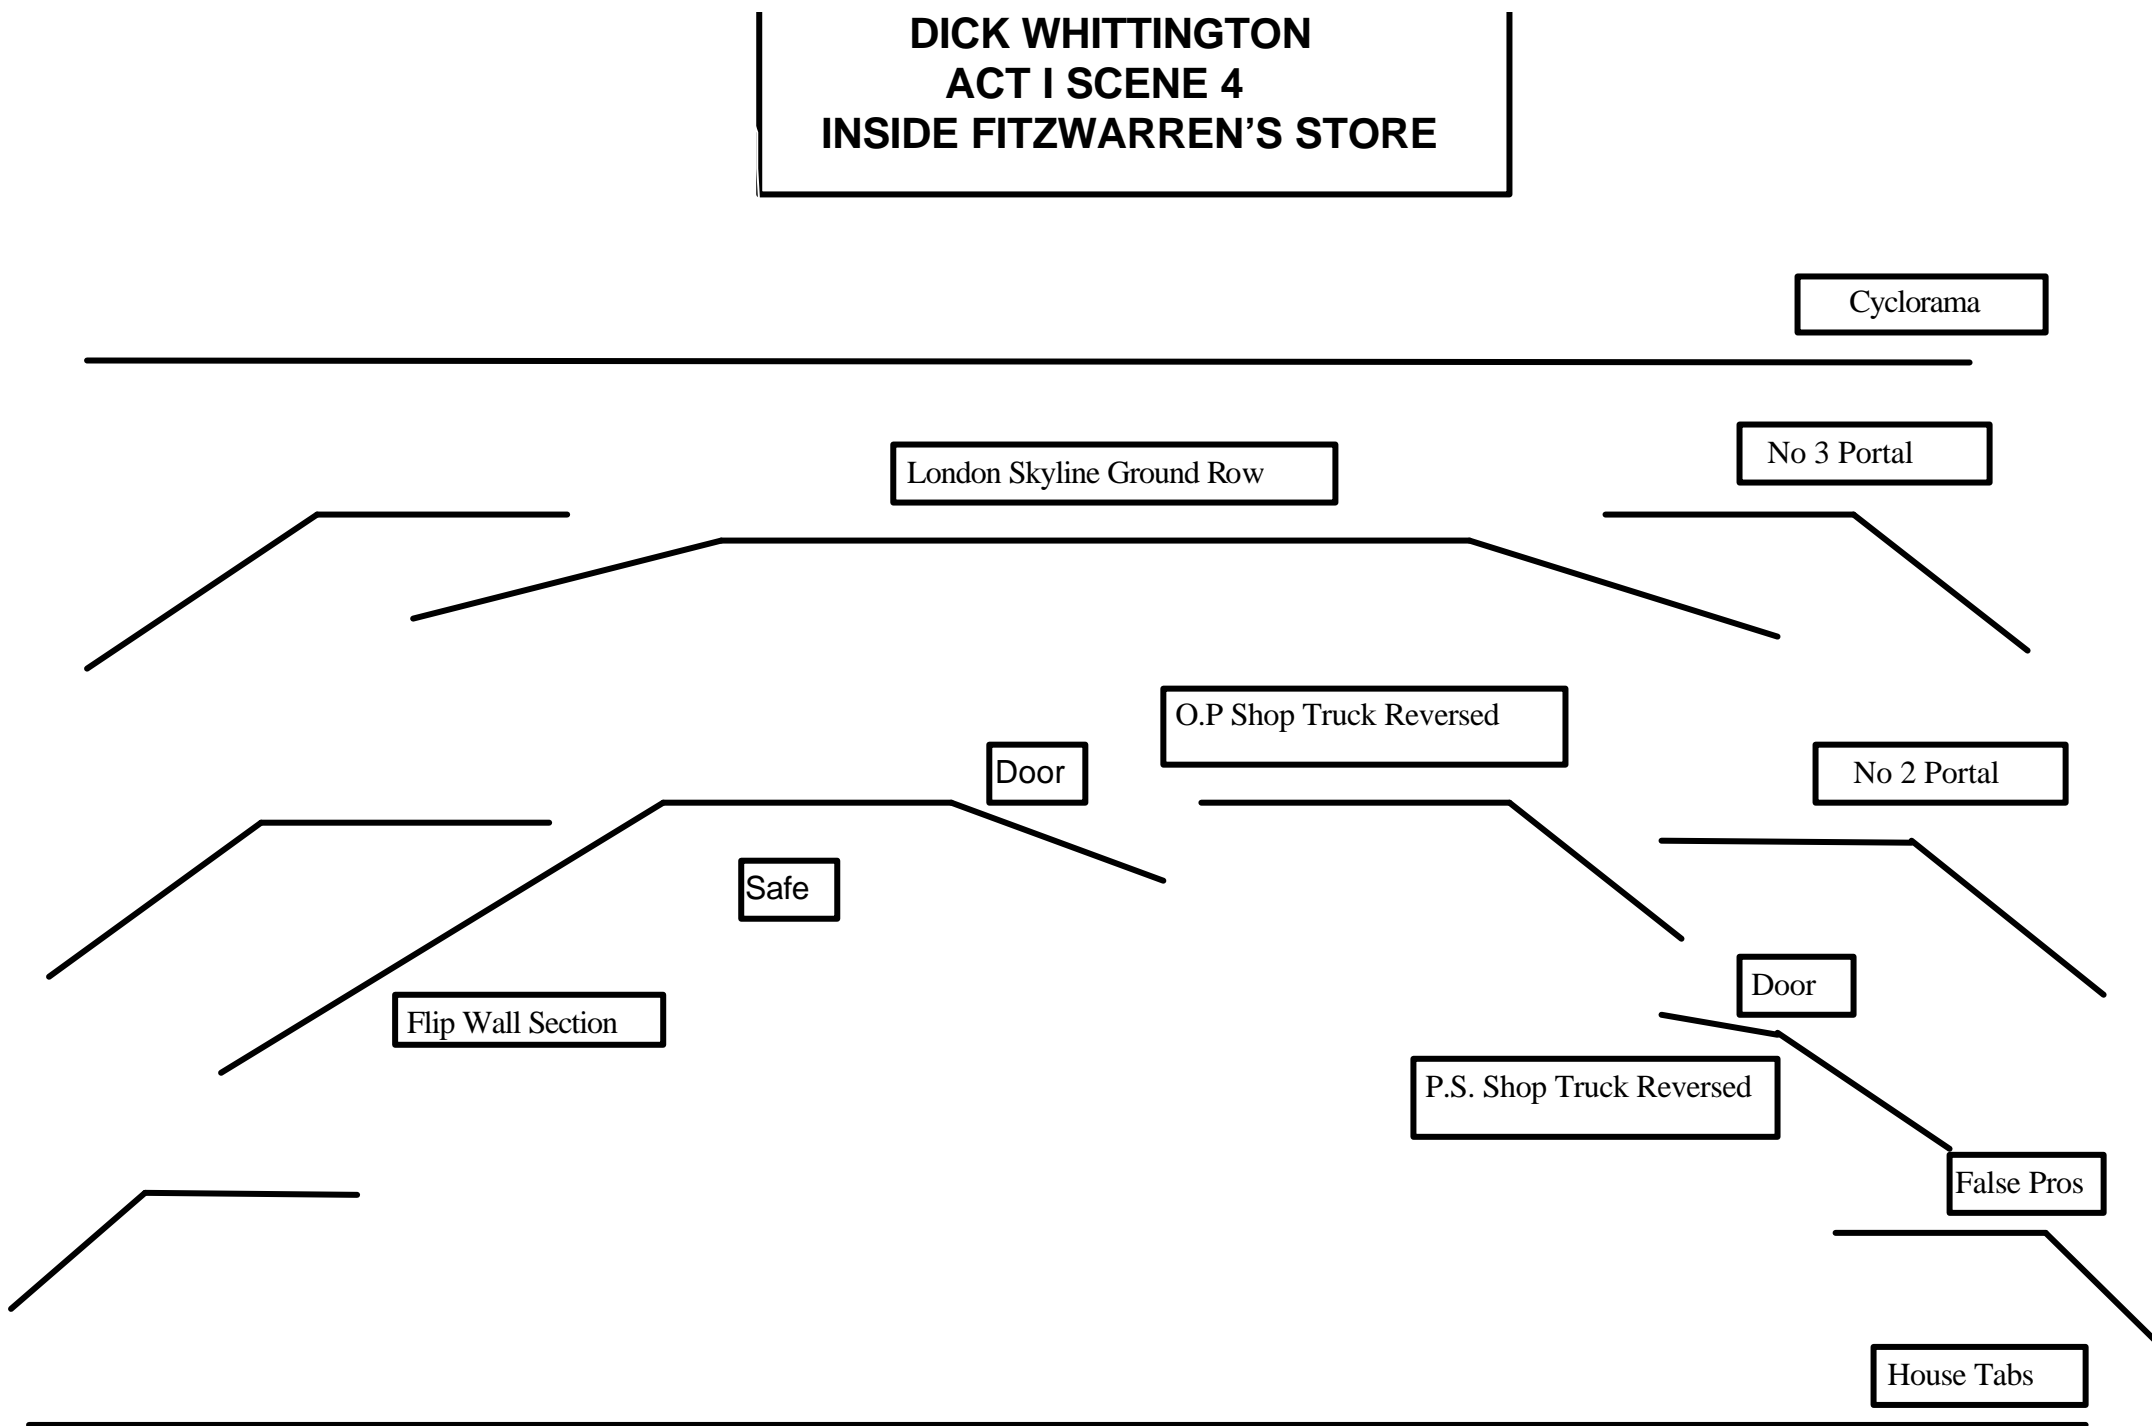 DICK WHITTINGTON
ACT I SCENE 4
INSIDE FITZWARREN’S STORE
Cyclorama
No 3 Portal
London Skyline Ground Row
O.P Shop Truck Reversed
Door
No 2 Portal
Safe
Door
Flip Wall Section
P.S. Shop Truck Reversed
False Pros
House Tabs